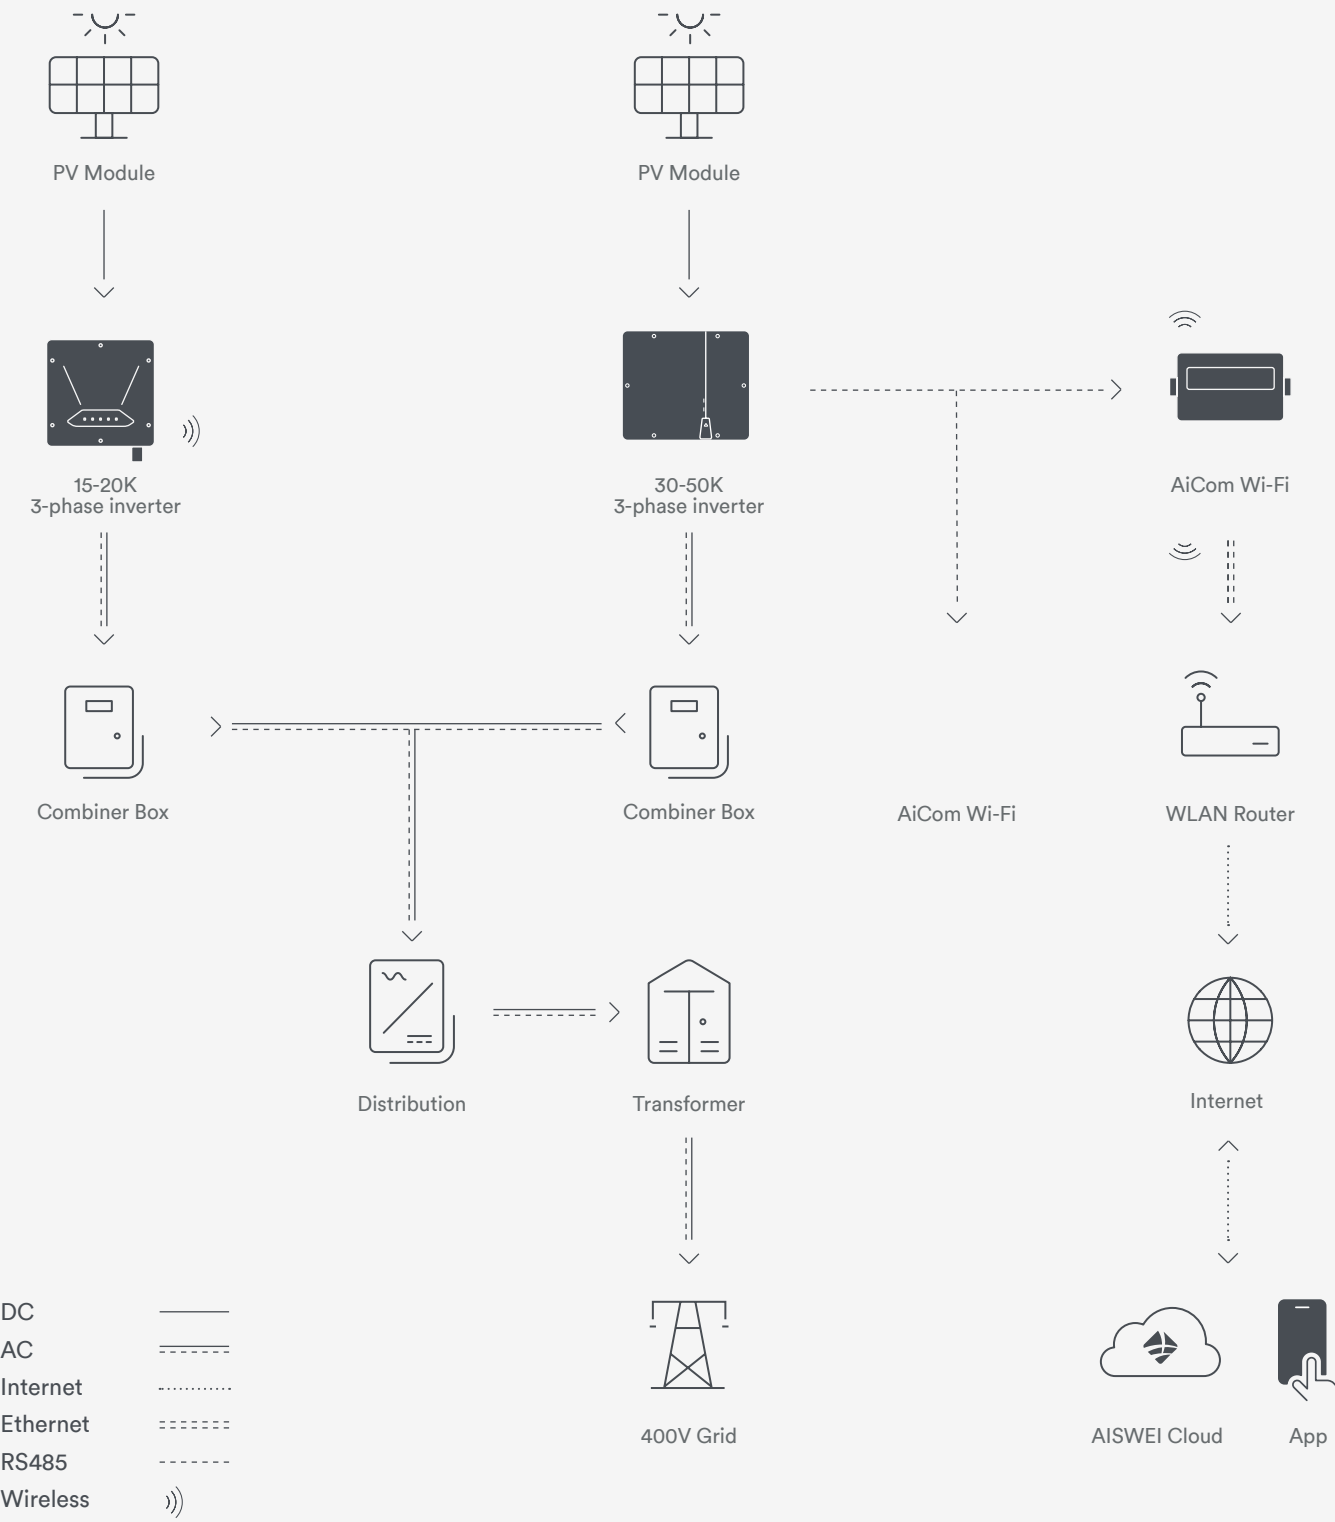 PV Module
PV Module
15-20K
3-phase inverter
30-50K
3-phase inverter
AiCom Wi-Fi
Combiner Box
Combiner Box
AiCom Wi-Fi
WLAN Router
Distribution
Transformer
Internet
DC
AC
Internet
Ethernet
RS485
Wireless
400V Grid
AISWEI Cloud
App